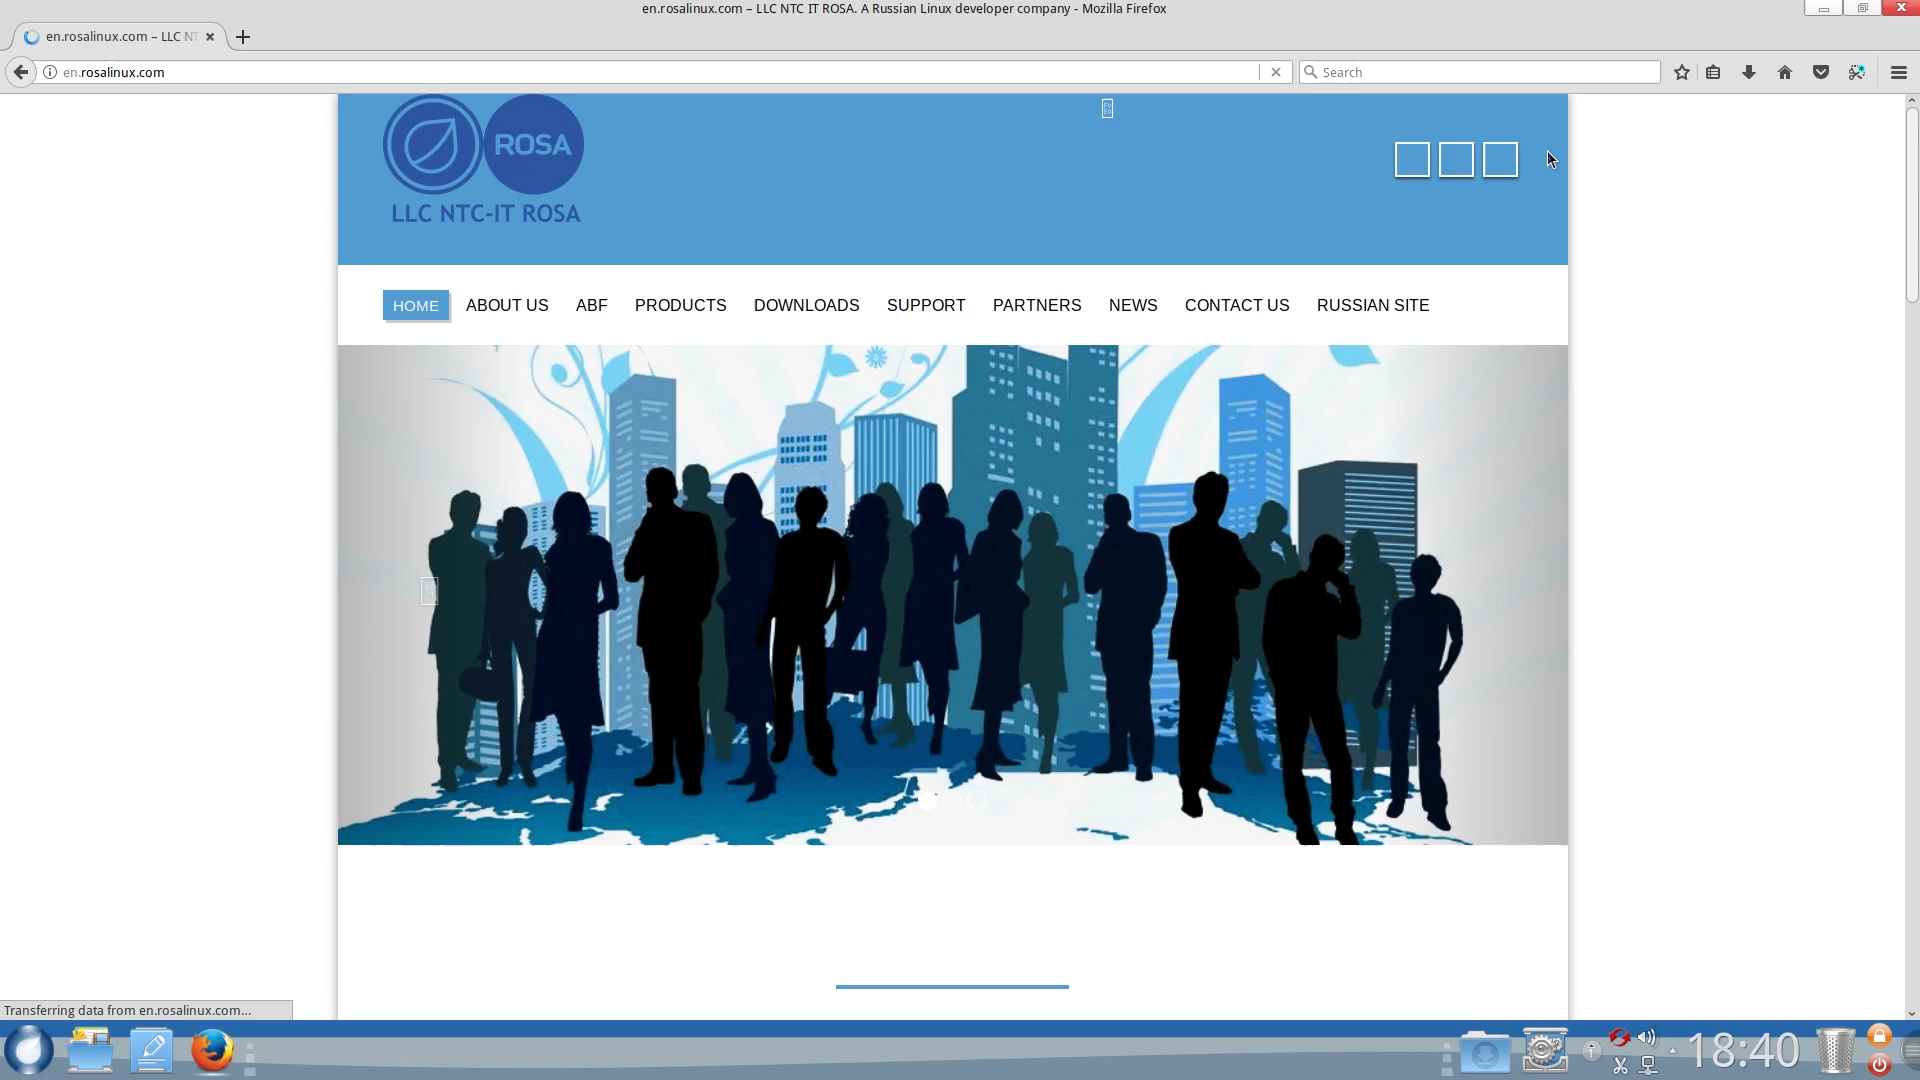 en.rosalinux.com – LLC NTC IT ROSA. A Russian Linux developer company - Mozilla Firefox
en.rosalinux.com – LLC NT
en.rosalinux.com
Search
ROSA
LLC NTC-IT ROSA
HOME
ABOUT US
ABF
PRODUCTS
DOWNLOADS
SUPPORT
PARTNERS
NEWS
CONTACT US
RUSSIAN SITE
Transferring data from en.rosalinux.com...
18:40